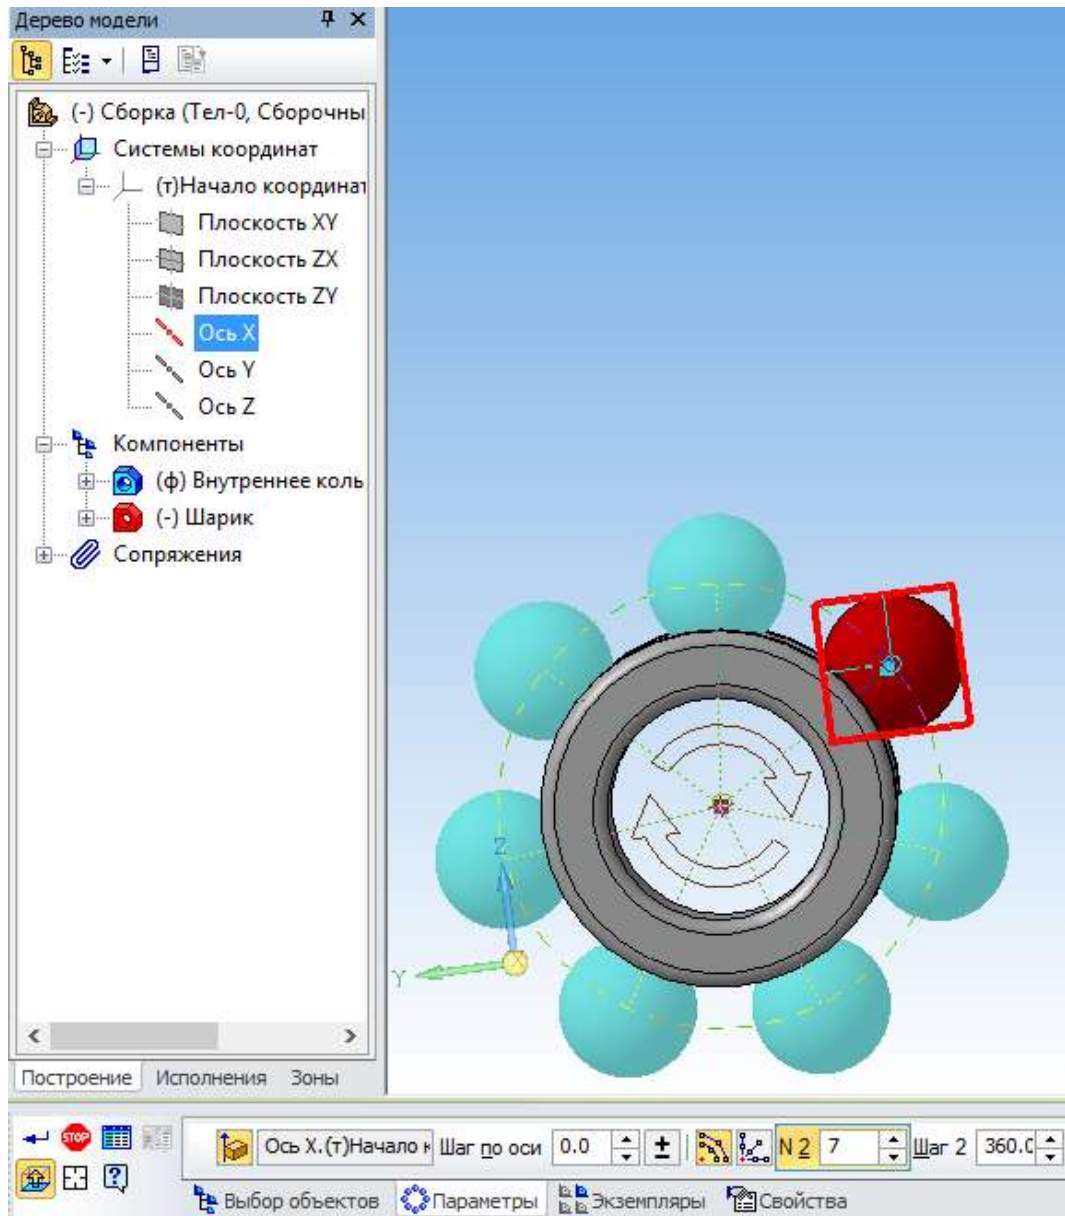 Дерево модели
(-) Сборка (Тел-0, Сборочны
Системы координат
(т)Начало координат
Плоскость XY
Плоскость ZX
Плоскость ZY
Ось X
Ось Y
Ось Z
Компоненты
(ф) Внутреннее коль
(-) Шарик
Сопряжения
Z
X
Y
Построение Исполнения Зоны
STOP Ось X.(т)Начало к Шаг по оси 0.0 N 2 7 Шаг 2 360.0
Выбор объектов Параметры Экземпляры Свойства